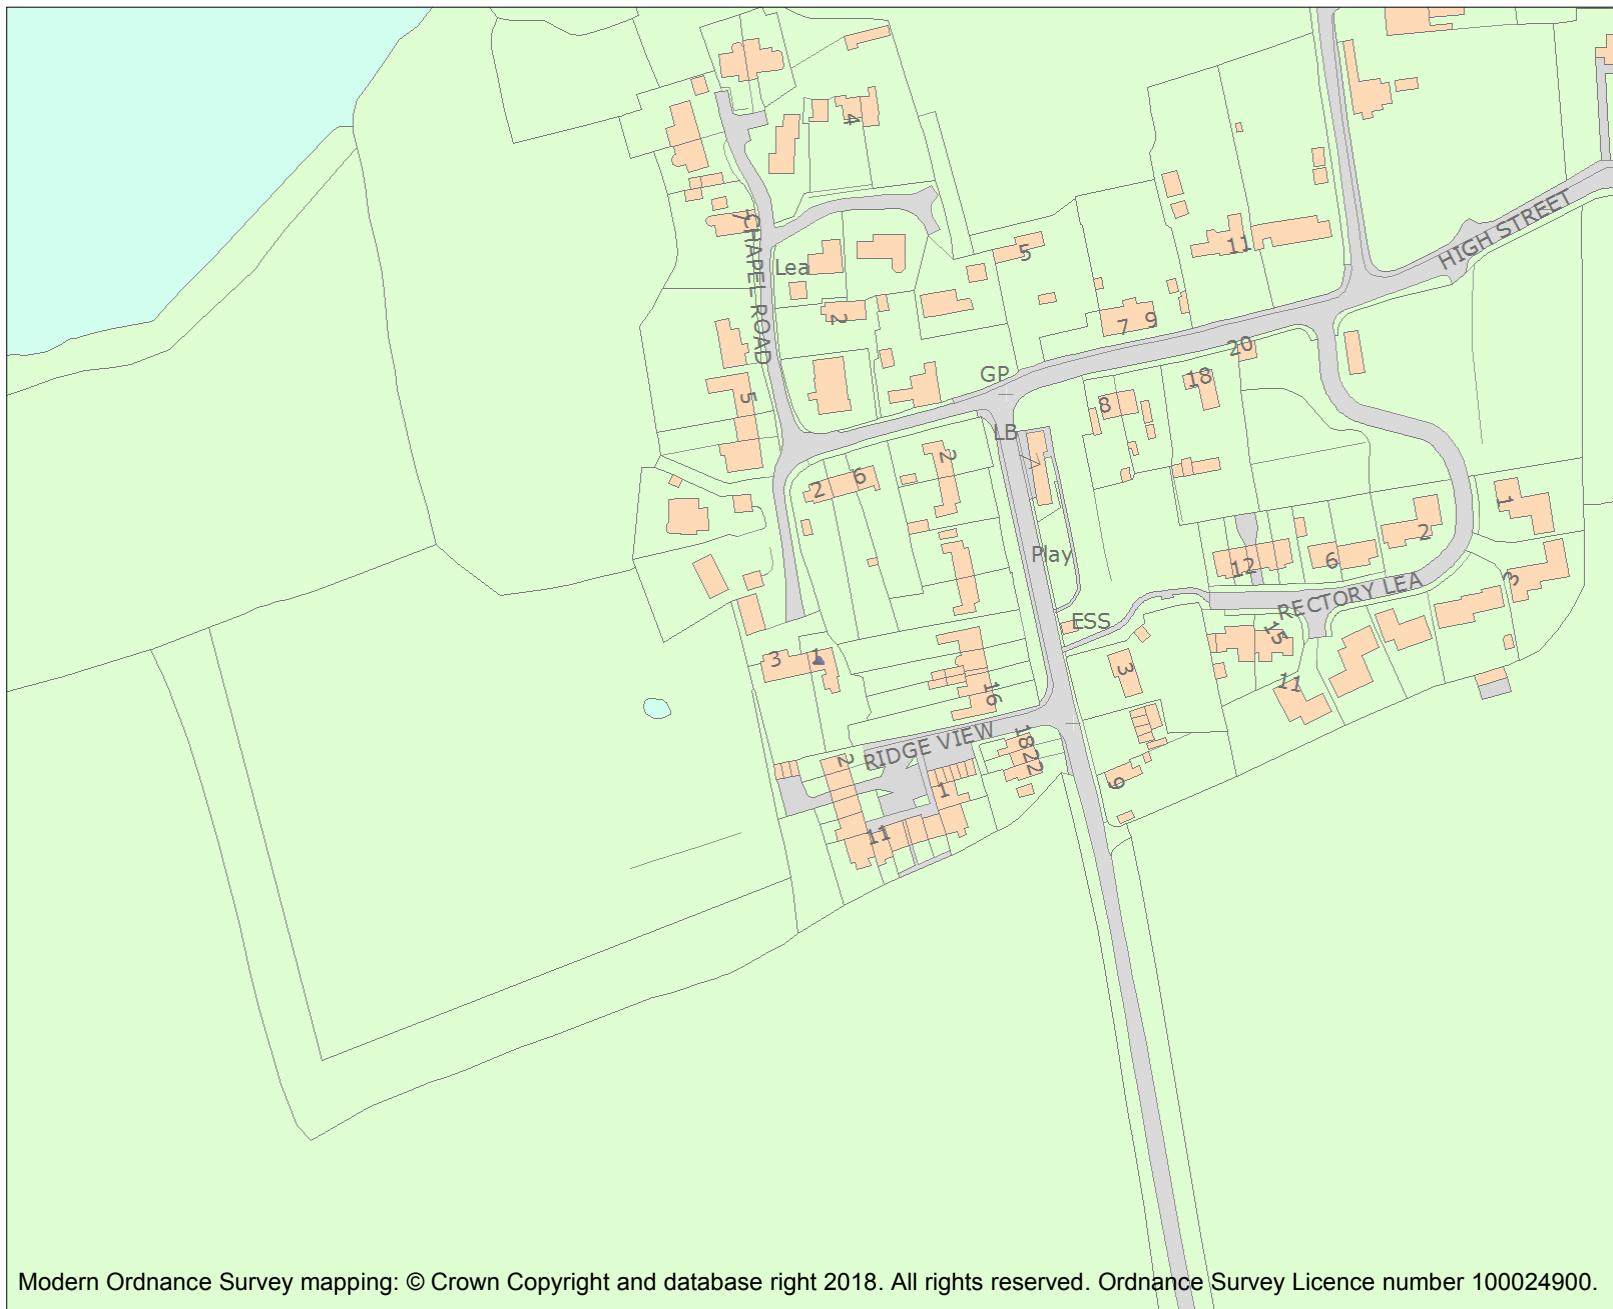 4
7
CHAPEL ROAD
HIGH STREET
11
5
Lea
2
7 9
20
GP
18
5
8
LB
2
2 6
1
2
Play
12
6
3
RECTORY LEA
ESS
15
3 1
3
11
16
RIDGE VIEW
18
22
2
1
9
11
Modern Ordnance Survey mapping: © Crown Copyright and database right 2018. All rights reserved. Ordnance Survey Licence number 100024900.